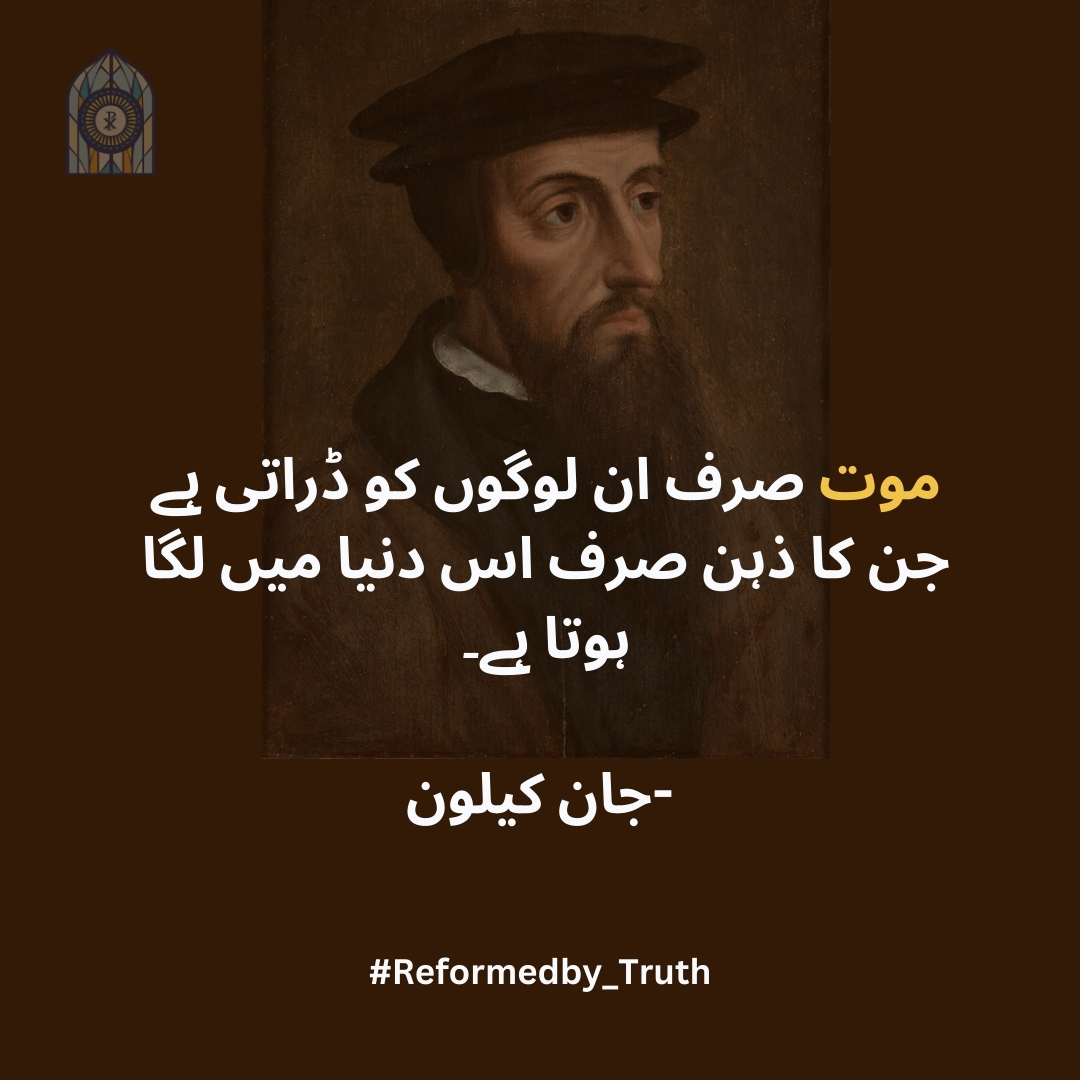 موت صرف ان لوگوں کو ڈراتی ہے
جن کا ذہن صرف اس دنیا میں لگا
ہوتا ہے۔
-جان کیلون
#Reformedby_Truth